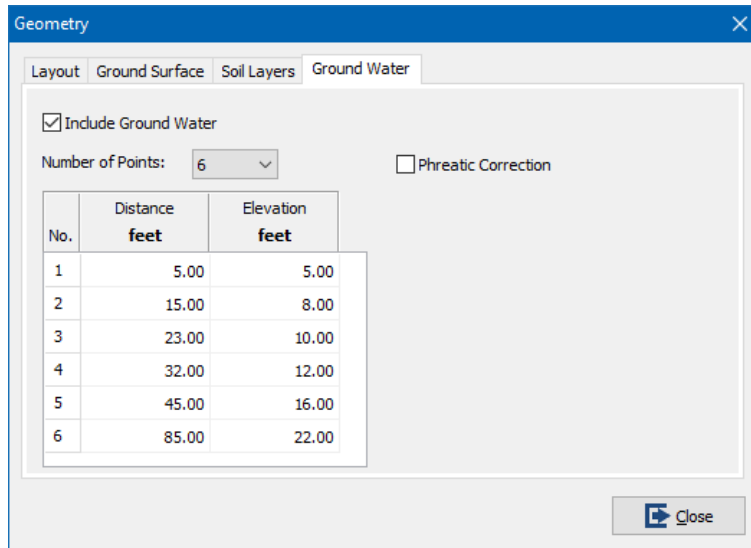 Geometry
Layout Ground Surface Soil Layers Ground Water
Include Ground Water
Number of Points: 6 Phreatic Correction
Distance Elevation
No. feet feet
1 5.00 5.00
2 15.00 8.00
3 23.00 10.00
4 32.00 12.00
5 45.00 16.00
6 85.00 22.00
Close